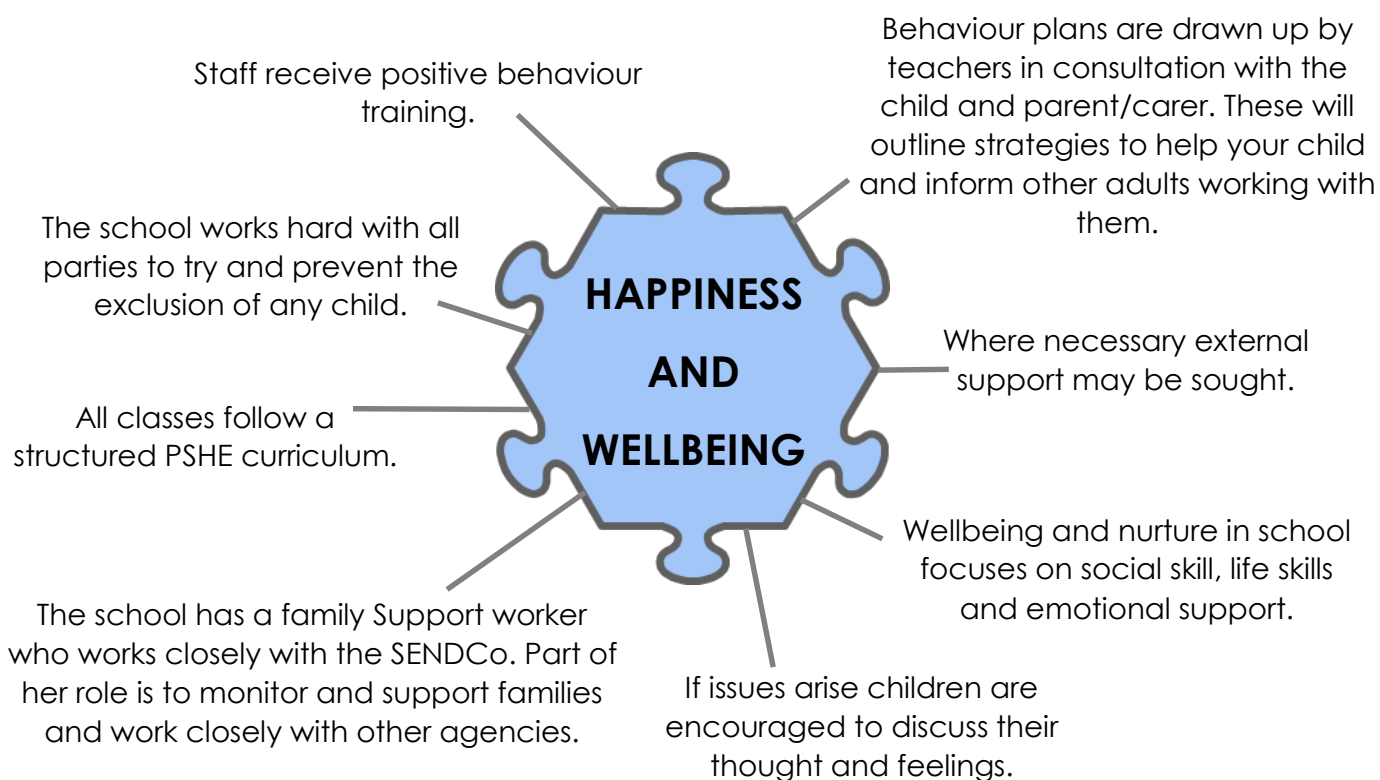 Staff receive positive behaviour
training.
Behaviour plans are drawn up by
teachers in consultation with the
child and parent/carer. These will
outline strategies to help your child
and inform other adults working with
them.
The school works hard with all
parties to try and prevent the
exclusion of any child.
HAPPINESS
AND
WELLBEING
Where necessary external
support may be sought.
All classes follow a
structured PSHE curriculum.
Wellbeing and nurture in school
focuses on social skill, life skills
and emotional support.
The school has a family Support worker
who works closely with the SENDCo. Part of
her role is to monitor and support families
and work closely with other agencies.
If issues arise children are
encouraged to discuss their
thought and feelings.